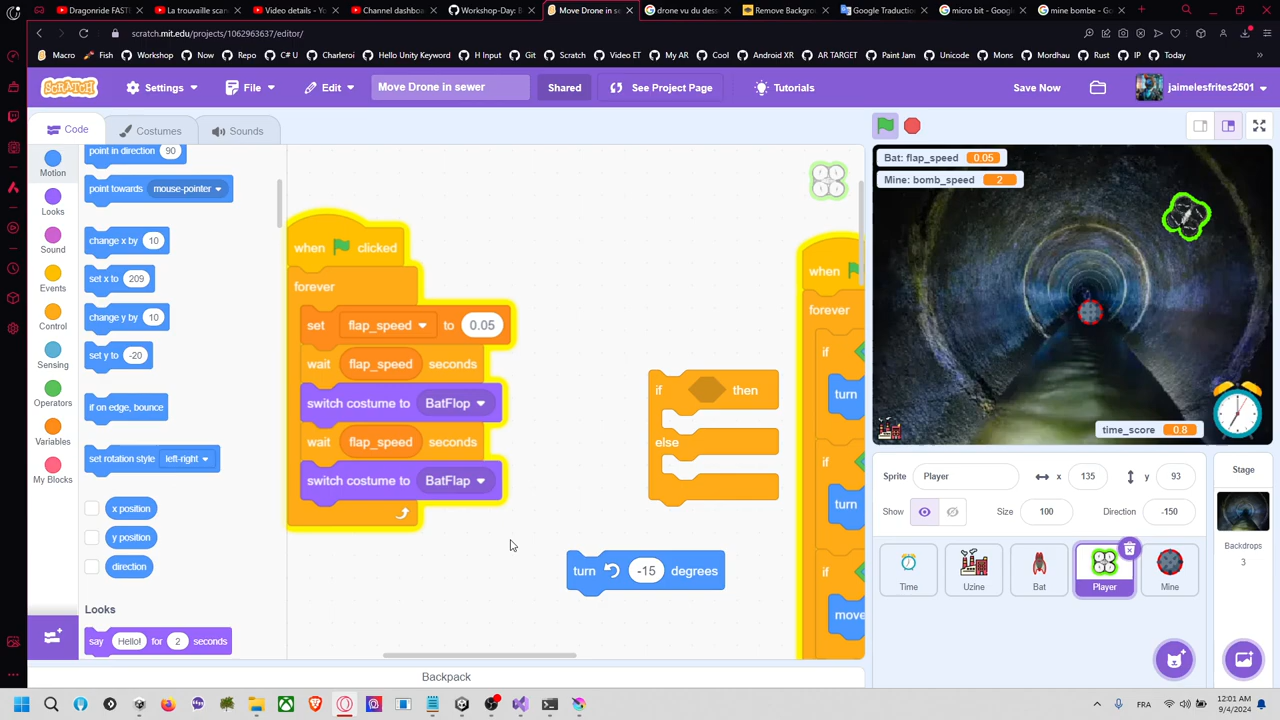 Dragonride FAST
La trouvaille scan
Video details - Yo
Channel dashboa
Workshop-Day: B
Move Drone in se
drone vu du dess
Remove Backgro
Google Traductio
micro bit - Goog
mine bombe - Go
scratch.mit.edu/projects/1062963637/editor/
Macro
Fish
Workshop
Now
Repo
C# U
Charleroi
Hello Unity Keyword
H Input
Git
Scratch
Video ET
My AR
Cool
Android XR
AR TARGET
Paint Jam
Unicode
Mons
Mordhau
Rust
IP
Today
SCRATCH
Settings
File
Edit
Move Drone in sewer
Shared
See Project Page
Tutorials
Save Now
jaimelesfrites2501
Code
Costumes
Sounds
Motion
Looks
Sound
Events
Control
Sensing
Operators
Variables
My Blocks
point in direction 90
point towards mouse-pointer
change x by 10
set x to 209
change y by 10
set y to -20
if on edge, bounce
set rotation style left-right
x position
y position
direction
Looks
say Hello! for 2 seconds
when clicked
forever
set flap_speed to 0.05
wait flap_speed seconds
switch costume to BatFlop
wait flap_speed seconds
switch costume to BatFlap
if then
else
turn -15 degrees
when
forever
if
turn
if
turn
if
move
Backpack
Bat: flap_speed 0.05
Mine: bomb_speed 2
time_score 0.8
Sprite Player x 135 y 93
Show Size 100 Direction -150
Time
Uzine
Bat
Player
Mine
Stage
Backdrops
3
FRA
12:01 AM
9/4/2024